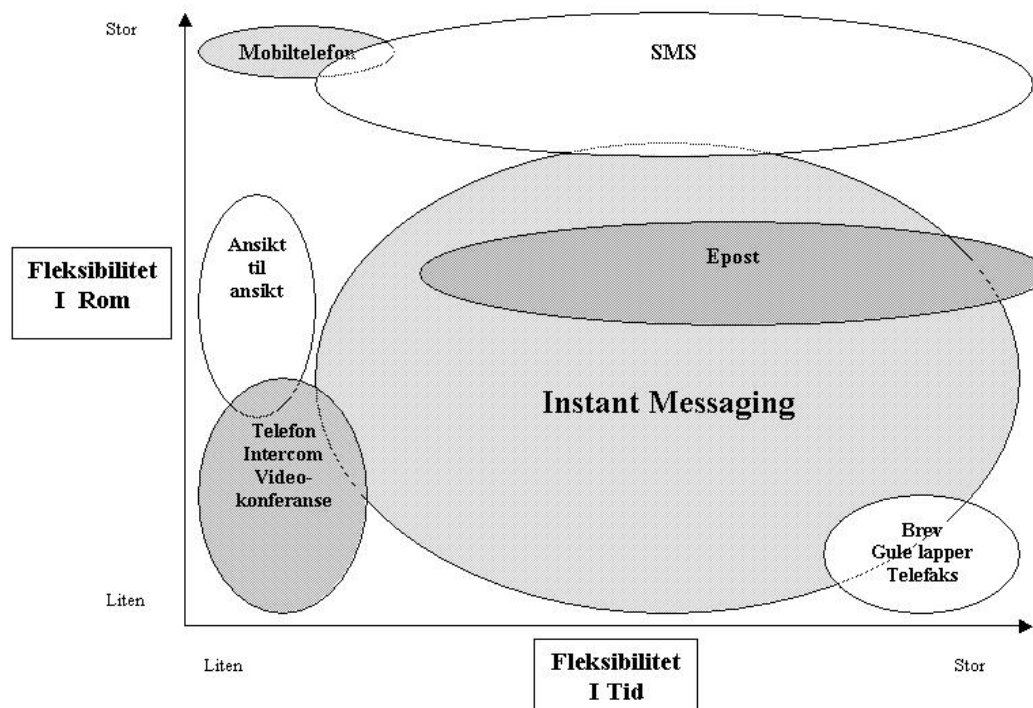 Stor
Mobiltelefon
SMS
Ansikt
til
ansikt
Fleksibilitet
I Rom
Epost
Instant Messaging
Telefon
Intercom
Video-
konferanse
Brev
Gule lapper
Telefaks
Liten
Liten
Fleksibilitet
I Tid
Stor